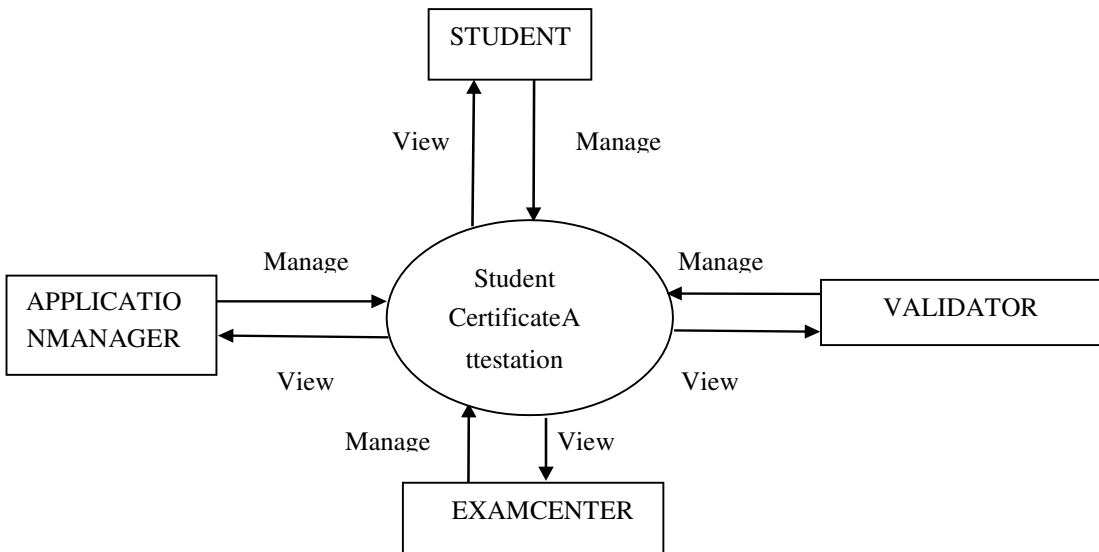 STUDENT
View
Manage
Manage
Manage
Student
CertificateA
ttestation
APPLICATIO
NMANAGER
VALIDATOR
View
View
Manage
View
EXAMCENTER